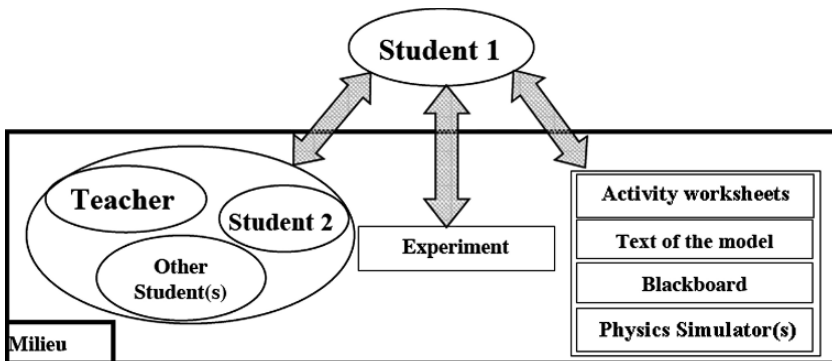 Student 1
Teacher
Student 2
Other
Student(s)
Experiment
Activity worksheets
Text of the model
Blackboard
Physics Simulator(s)
Milieu